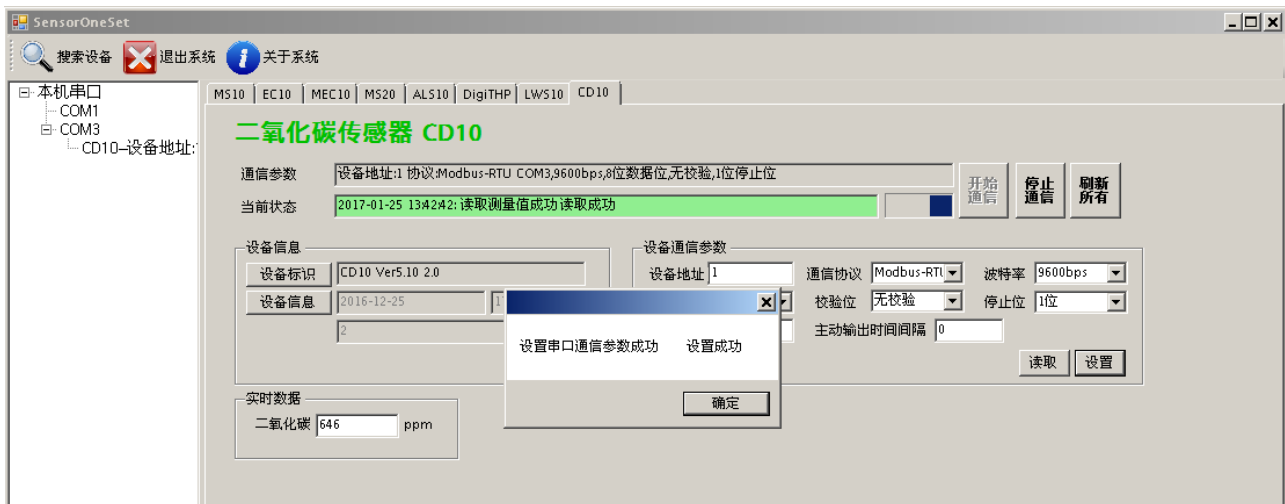 SensorOneSet
搜索设备 退出系统 关于系统
本机串口
COM1
COM3
CD10--设备地址:
MS10 EC10 MEC10 MS20 ALS10 DigiTHP LWS10 CD10
二氧化碳传感器 CD10
通信参数 设备地址:1 协议:Modbus-RTU COM3,9600bps,8位数据位,无校验,1位停止位
当前状态 2017-01-25 13:42:42: 读取测量值成功 读取成功
开始通信 停止通信 刷新所有
设备信息
设备标识 CD10 Ver5.10 2.0
设备信息 2016-12-25
2
设备通信参数
设备地址 1 通信协议 Modbus-RTU 波特率 9600bps
校验位 无校验 停止位 1位
主动输出时间间隔 0
读取 设置
设置串口通信参数成功 设置成功
确定
实时数据
二氧化碳 646 ppm